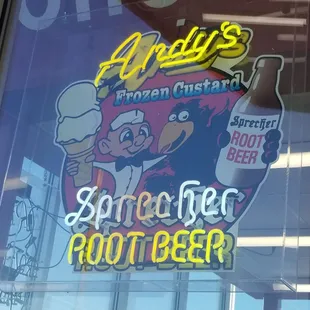 Andy's
Frozen Custard
Sprecher
ROOT
BEER
Sprecher
ROOT BEER